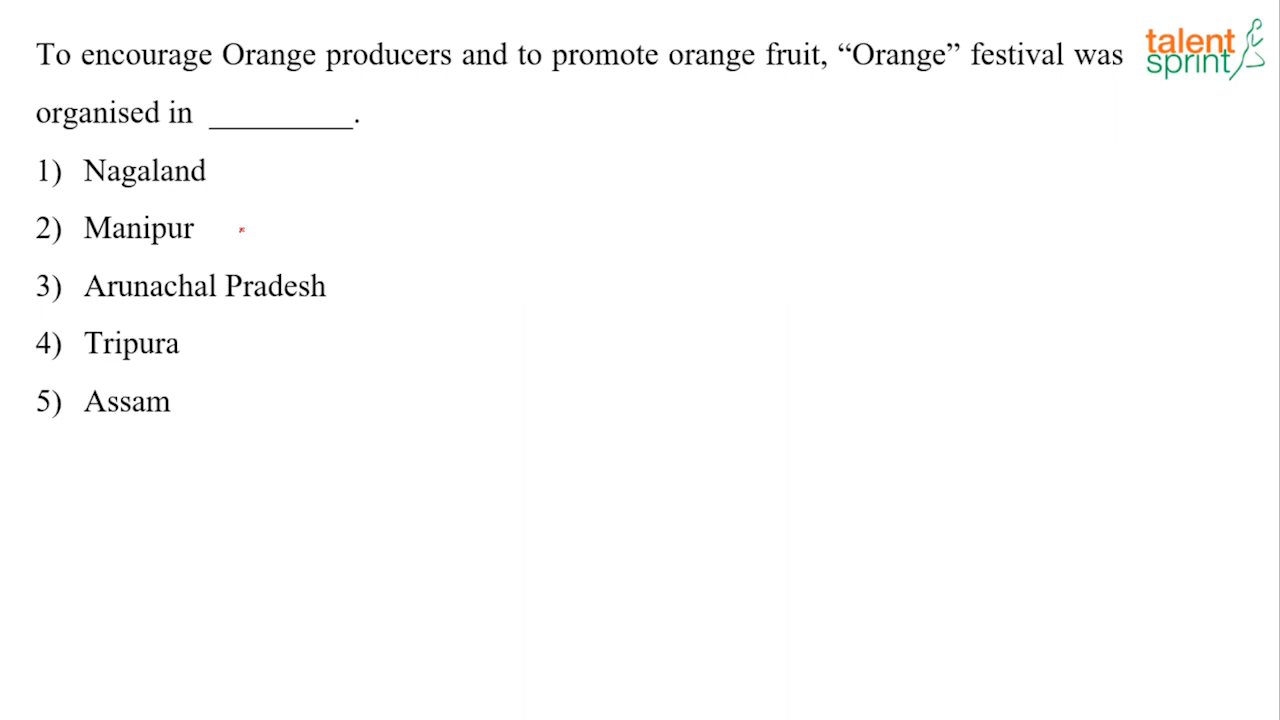 To encourage Orange producers and to promote orange fruit, “Orange” festival was
organised in _________.
1) Nagaland
2) Manipur
3) Arunachal Pradesh
4) Tripura
5) Assam
talent
sprint